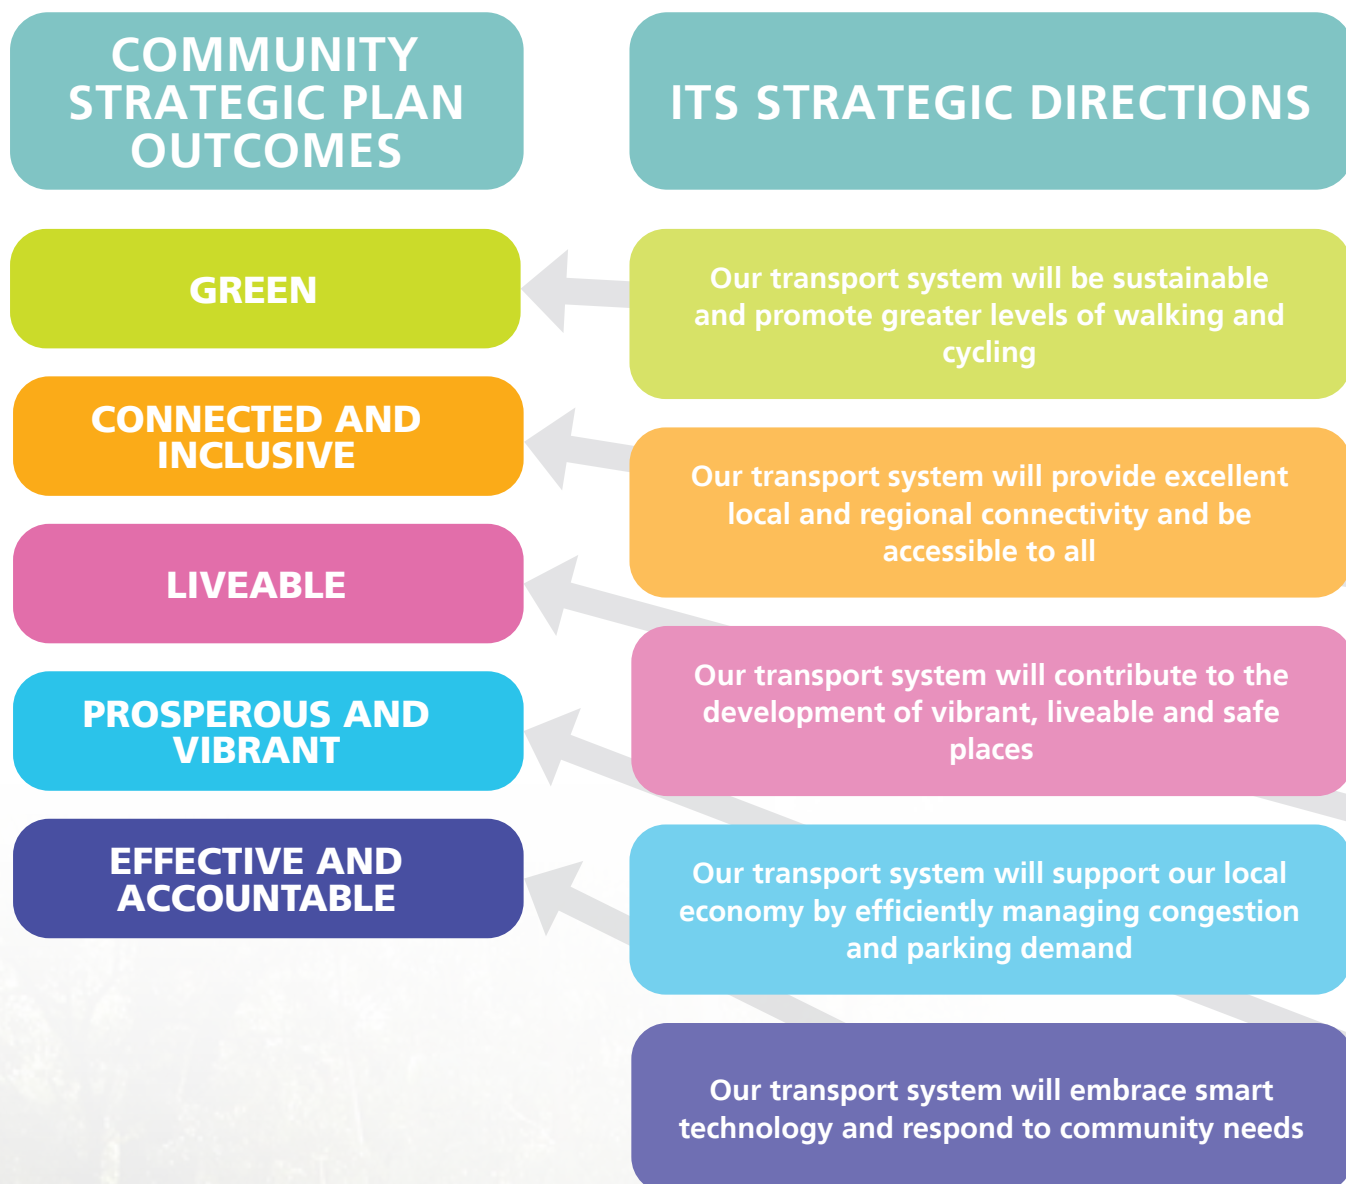 COMMUNITY
STRATEGIC PLAN
OUTCOMES
ITS STRATEGIC DIRECTIONS
GREEN
Our transport system will be sustainable
and promote greater levels of walking and
cycling
CONNECTED AND
INCLUSIVE
Our transport system will provide excellent
local and regional connectivity and be
accessible to all
LIVEABLE
Our transport system will contribute to the
development of vibrant, liveable and safe
places
PROSPEROUS AND
VIBRANT
Our transport system will support our local
economy by efficiently managing congestion
and parking demand
EFFECTIVE AND
ACCOUNTABLE
Our transport system will embrace smart
technology and respond to community needs